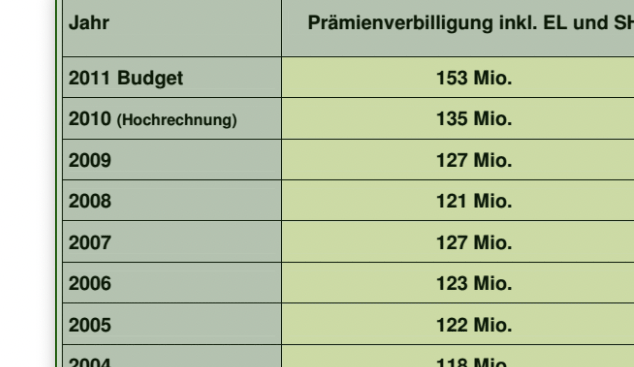 Jahr Prämienverbilligung inkl. EL und SH
2011 Budget 153 Mio.
2010 (Hochrechnung) 135 Mio.
2009 127 Mio.
2008 121 Mio.
2007 127 Mio.
2006 123 Mio.
2005 122 Mio.
2004 118 Mio.